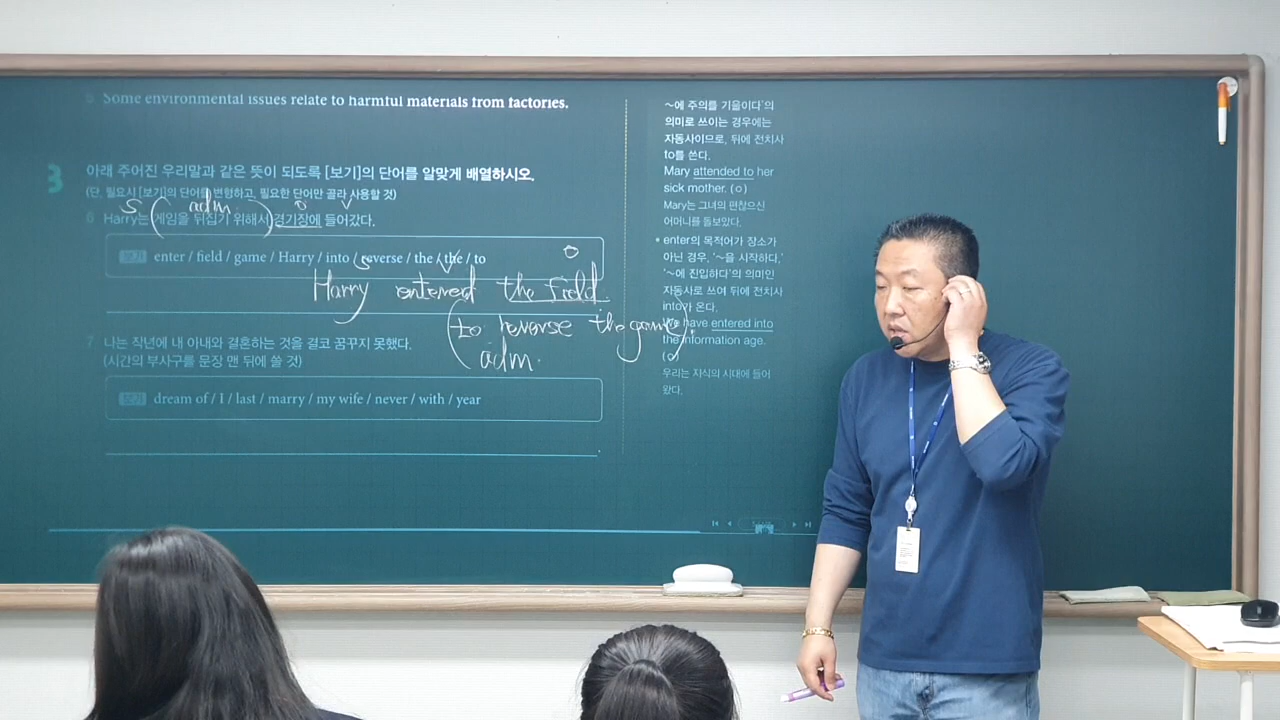 5 Some environmental issues relate to harmful materials from factories.
3 아래 주어진 우리말과 같은 뜻이 되도록 [보기]의 단어를 알맞게 배열하시오.
(단, 필요시 [보기]의 단어를 변형하고, 필요한 단어만 골라 사용할 것)
S ( adm ) o v
6 Harry는 게임을 뒤집기 위해서 경기장에 들어갔다.
보기 enter / field / game / Harry / into / reverse / the / the / to
S V O
Harry entered the field.
(to reverse the game).
adm.
7 나는 작년에 내 아내와 결혼하는 것을 결코 꿈꾸지 못했다.
(시간의 부사구를 문장 맨 뒤에 쓸 것)
보기 dream of / I / last / marry / my wife / never / with / year
~에 주의를 기울이다'의
의미로 쓰이는 경우에는
자동사이므로, 뒤에 전치사
to를 쓴다.
Mary attended to her
sick mother. (o)
Mary는 그녀의 편찮으신
어머니를 돌보았다.
• enter의 목적어가 장소가
아닌 경우, '~을 시작하다,'
'~에 진입하다'의 의미인
자동사로 쓰여 뒤에 전치사
into가 온다.
We have entered into
the information age.
(o)
우리는 지식의 시대에 들어
왔다.